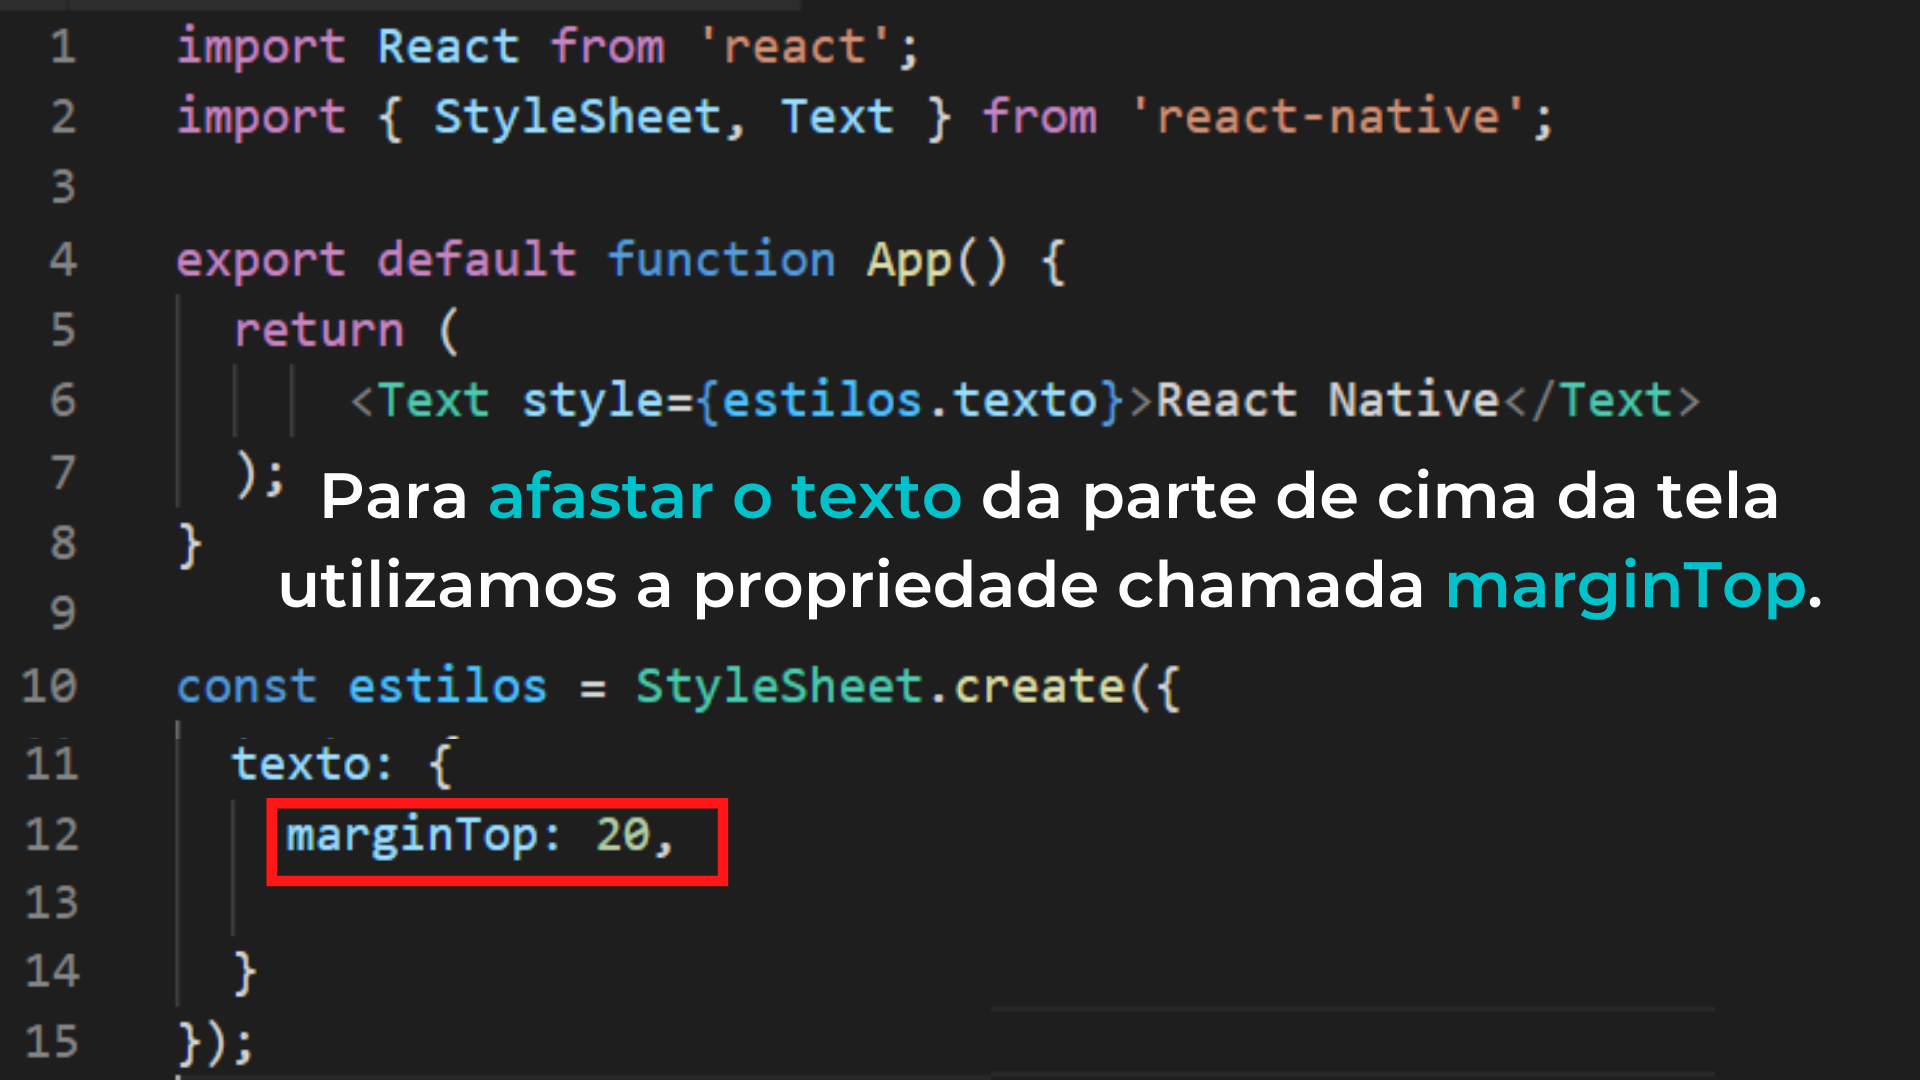 1 import React from 'react';
2 import { StyleSheet, Text } from 'react-native';
3
4 export default function App() {
5 return (
6 <Text style={estilos.texto}>React Native</Text>
7 );
Para afastar o texto da parte de cima da tela
8 }
utilizamos a propriedade chamada marginTop.
9
10 const estilos = StyleSheet.create({
11 texto: {
12 marginTop: 20,
13
14 }
15 });